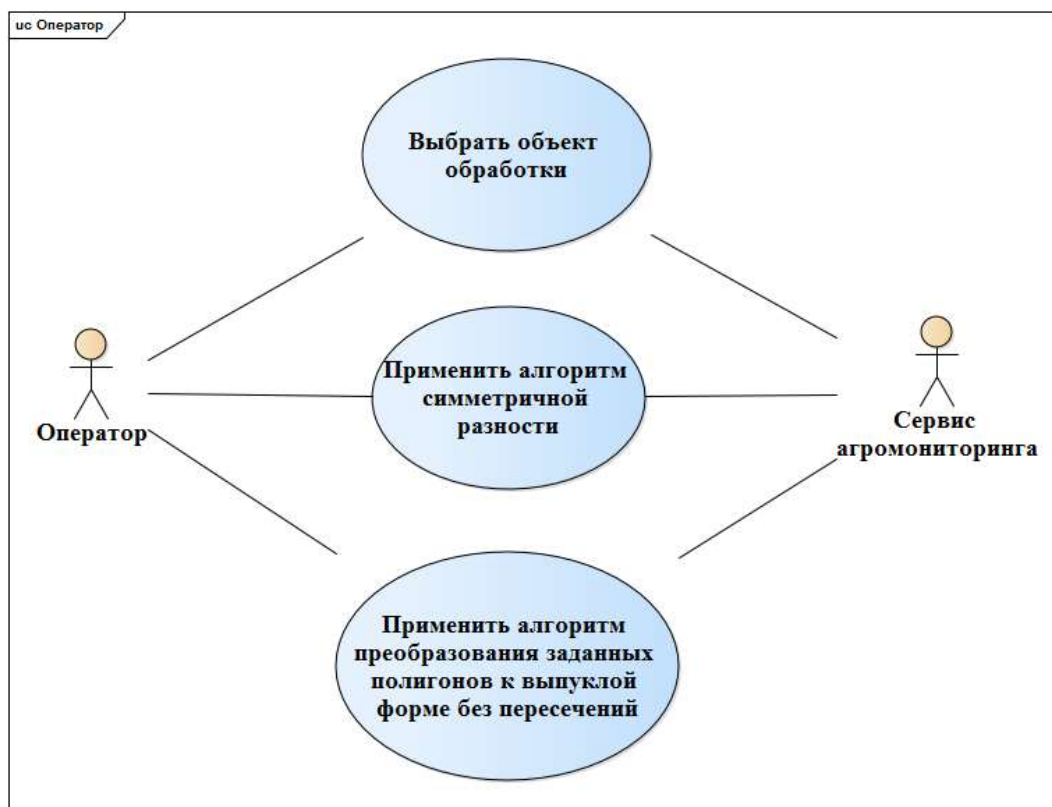 uc Оператор
Выбрать объект
обработки
Применить алгоритм
симметричной
разности
Оператор
Сервис
агромониторинга
Применить алгоритм
преобразования заданных
полигонов к выпуклой
форме без пересечений